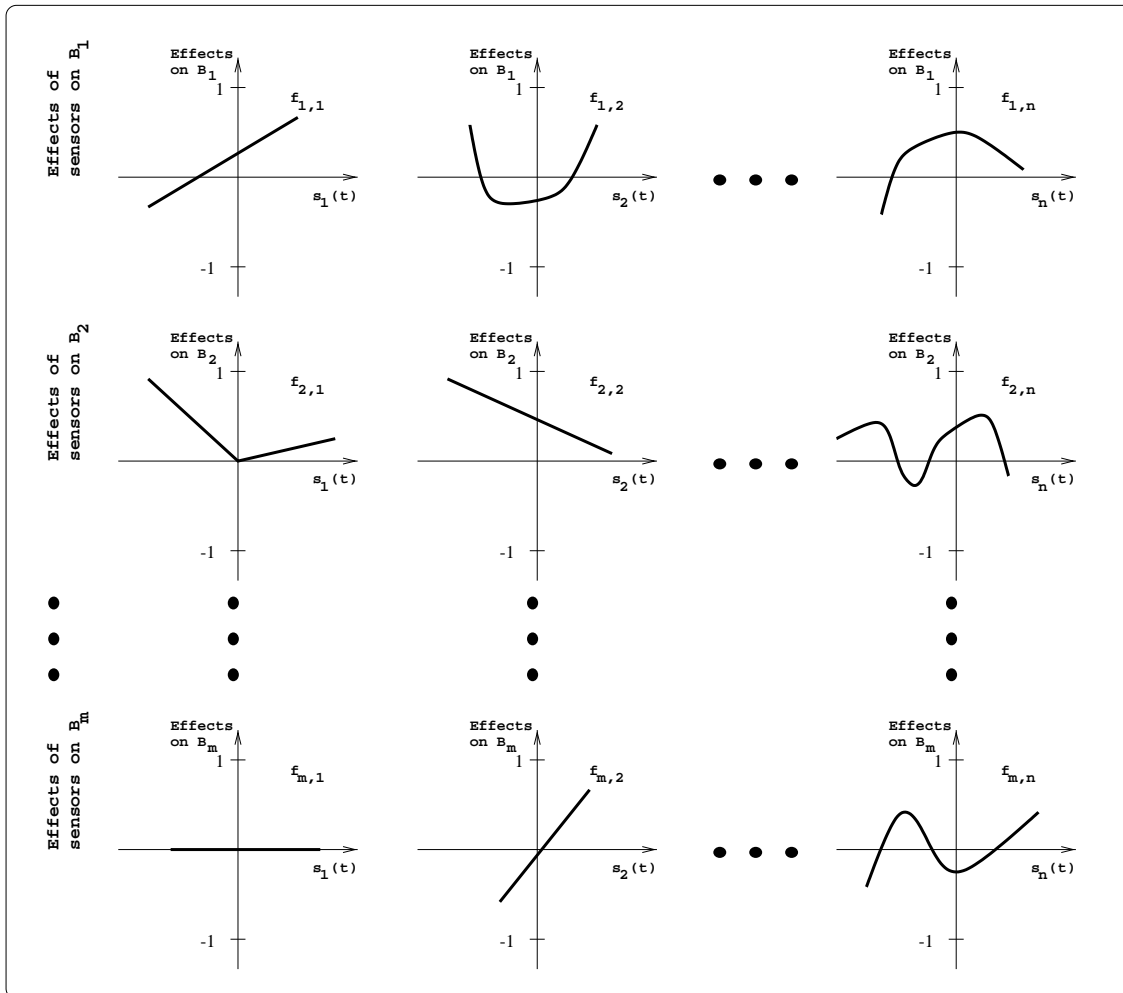 Effects of
sensors on B1
Effects
on B1
1
f1,1
s1(t)
-1
Effects
on B1
1
f1,2
s2(t)
-1
Effects
on B1
1
f1,n
sn(t)
-1
Effects of
sensors on B2
Effects
on B2
1
f2,1
s1(t)
-1
Effects
on B2
1
f2,2
s2(t)
-1
Effects
on B2
1
f2,n
sn(t)
-1
Effects of
sensors on Bm
Effects
on Bm
1
fm,1
s1(t)
-1
Effects
on Bm
1
fm,2
s2(t)
-1
Effects
on Bm
1
fm,n
sn(t)
-1